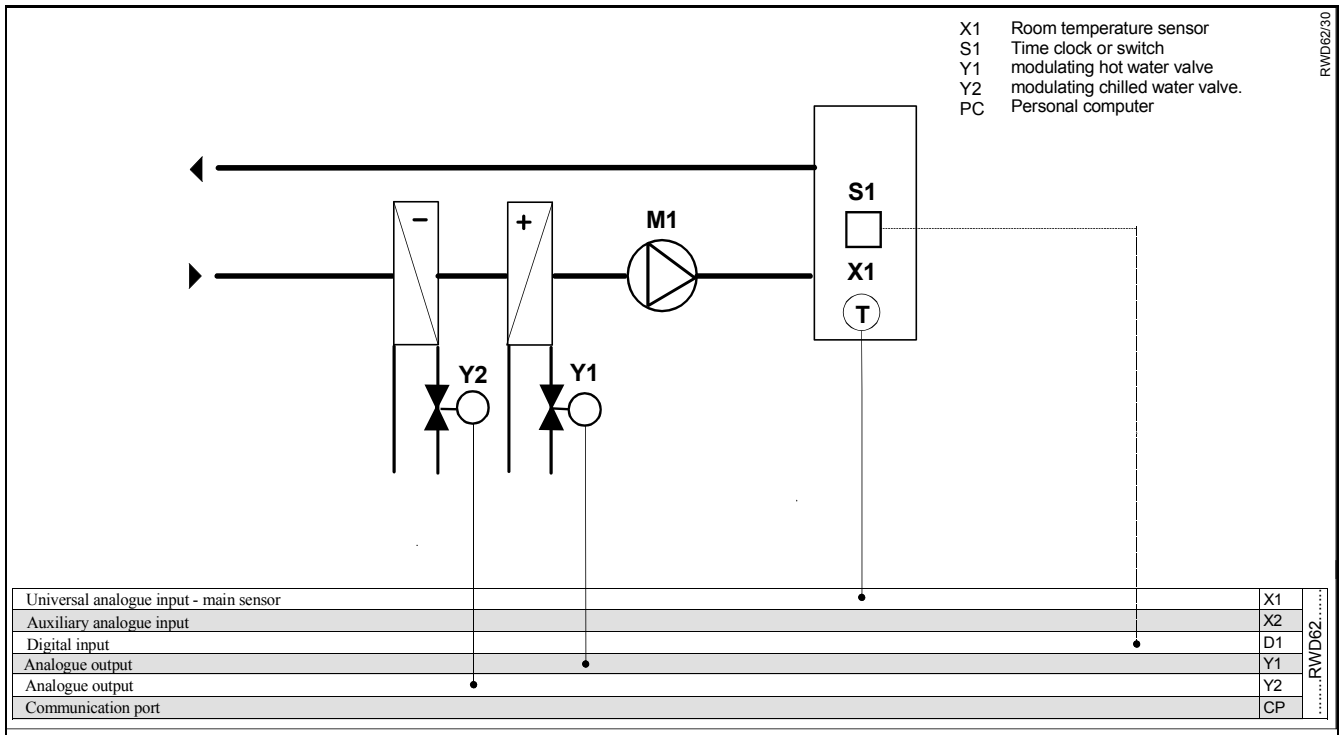 X1 Room temperature sensor
S1 Time clock or switch
Y1 modulating hot water valve
Y2 modulating chilled water valve.
PC Personal computer
RWD62/30
S1
− + M1
X1
T
Y2 Y1
Universal analogue input - main sensor X1
Auxiliary analogue input X2
Digital input D1
Analogue output Y1
Analogue output Y2
Communication port CP
........RWD62......